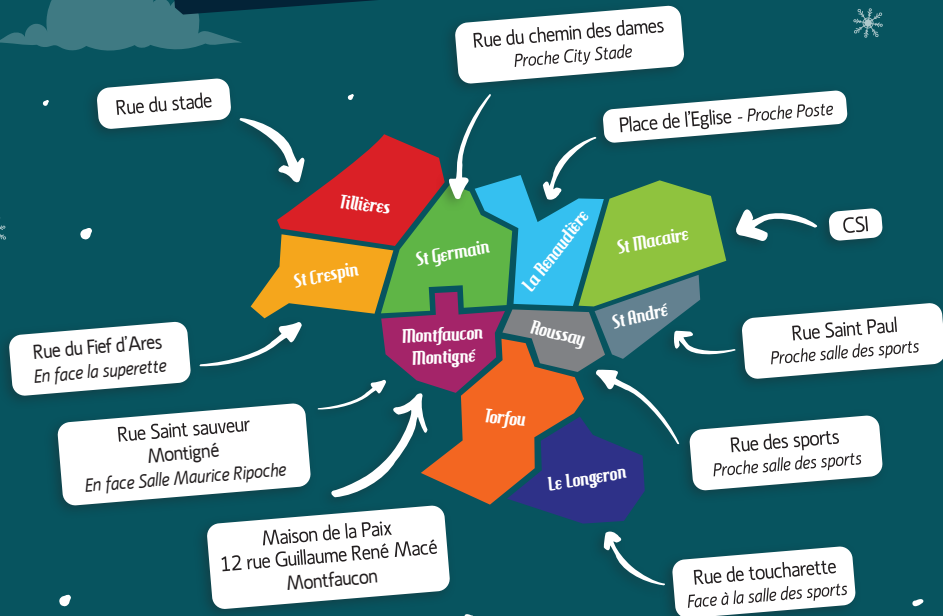 Rue du chemin des dames
Proche City Stade
Rue du stade
Place de l'Eglise - Proche Poste
Tillières
St Germain
La Renaudière
St Macaire
CSI
St Crespin
Montfaucon
Montigné
Roussay
St André
Rue Saint Paul
Proche salle des sports
Rue du Fief d'Ares
En face la superette
Torfou
Le Longeron
Rue Saint sauveur
Montigné
En face Salle Maurice Ripoche
Rue des sports
Proche salle des sports
Maison de la Paix
12 rue Guillaume René Macé
Montfaucon
Rue de toucharette
Face à la salle des sports